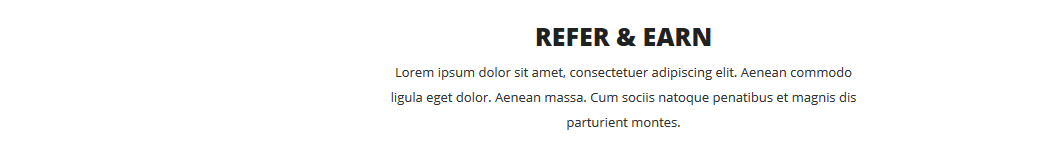 REFER & EARN
Lorem ipsum dolor sit amet, consectetuer adipiscing elit. Aenean commodo
ligula eget dolor. Aenean massa. Cum sociis natoque penatibus et magnis dis
parturient montes.